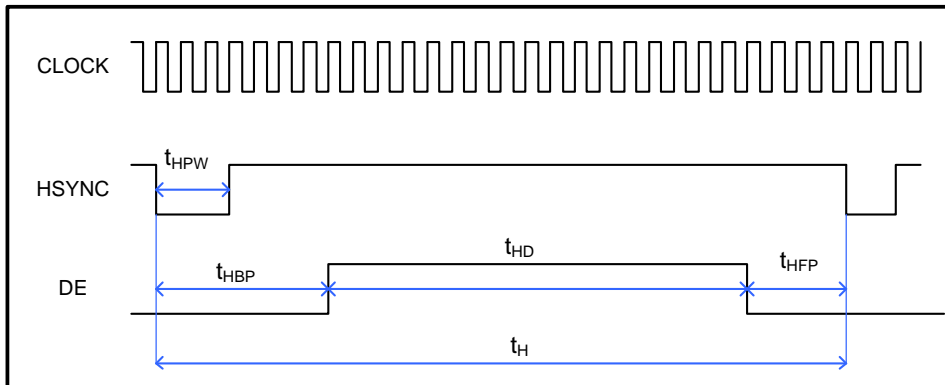 CLOCK
tHPW
HSYNC
tHD
tHBP
tHFP
DE
tH